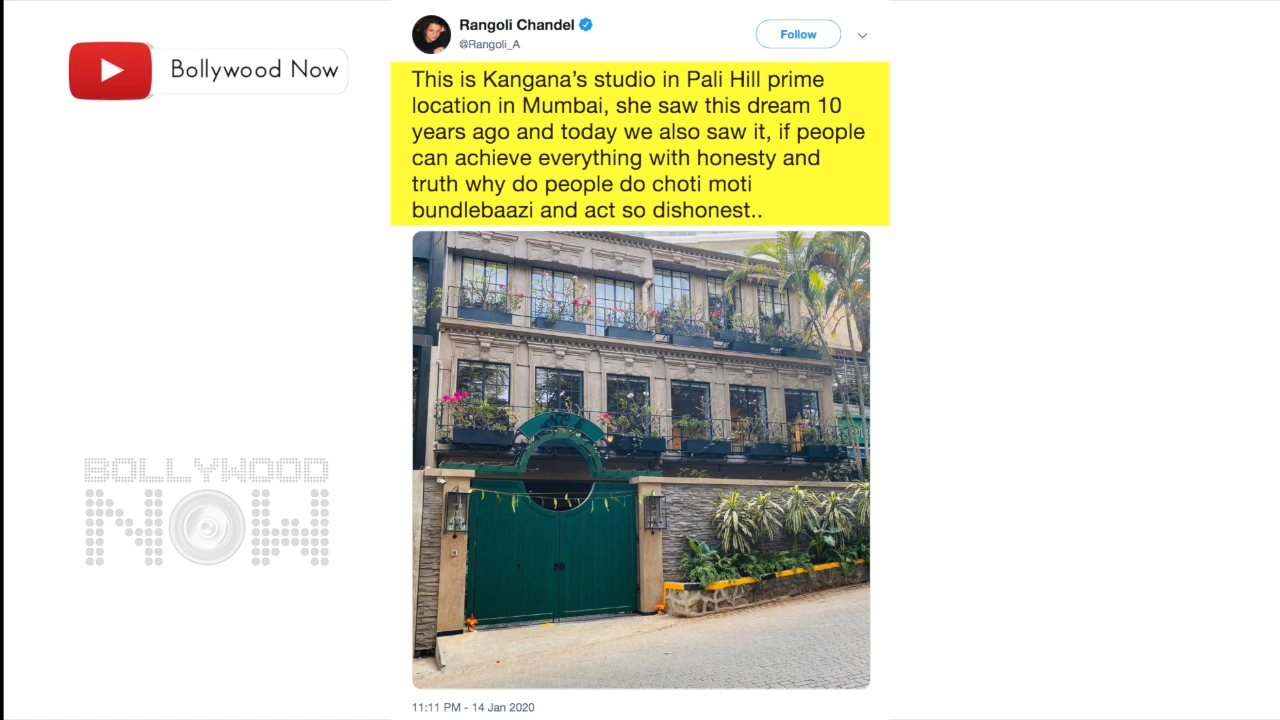 Bollywood Now
Rangoli Chandel
@Rangoli_A
Follow
This is Kangana's studio in Pali Hill prime
location in Mumbai, she saw this dream 10
years ago and today we also saw it, if people
can achieve everything with honesty and
truth why do people do choti moti
bundlebaazi and act so dishonest..
11:11 PM - 14 Jan 2020
BOLLYWOOD
NOW